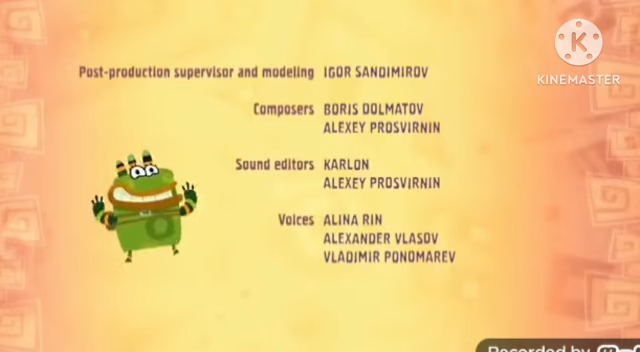 Post-production supervisor and modeling IGOR SANDIMIROV
Composers BORIS DOLMATOV
ALEXEY PROSVIRNIN
Sound editors KARLON
ALEXEY PROSVIRNIN
Voices ALINA RIN
ALEXANDER VLASOV
VLADIMIR PONOMAREV
K
KINEMASTER
Recorded by